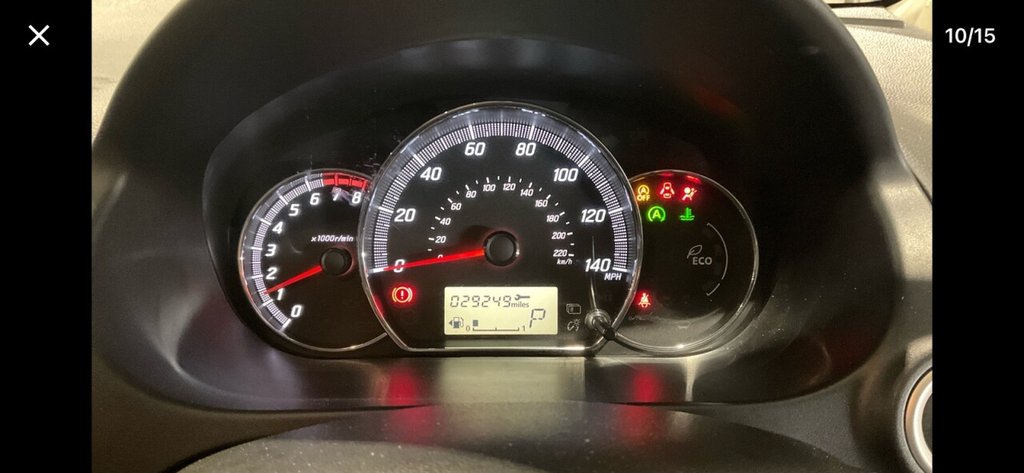 10/15
0 1 2 3 4 5 6 7 8
x1000r/min
0 20 40 60 80 100 120 140
MPH
20 40 60 80 100 120 140 160 180 200 220
km/h
029249 miles
0 1
P
A
OFF
A
ECO